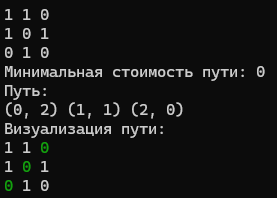 1 1 0
1 0 1
0 1 0
Минимальная стоимость пути: 0
Путь:
(0, 2) (1, 1) (2, 0)
Визуализация пути:
1 1 0
1 0 1
0 1 0